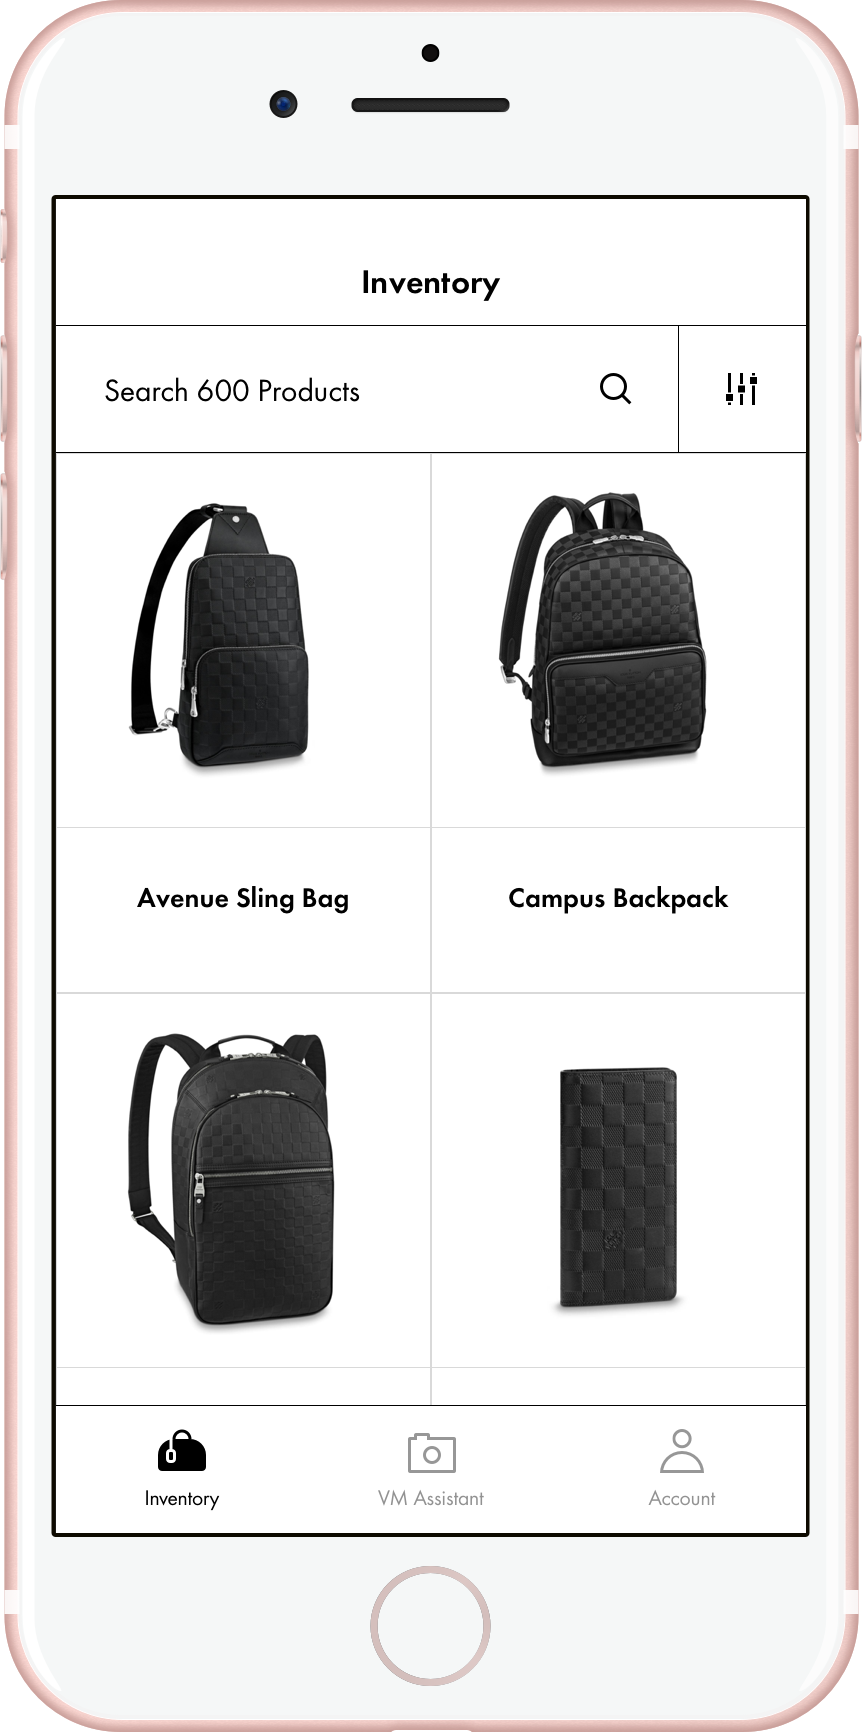 Inventory
Search 600 Products
Avenue Sling Bag
Campus Backpack
Inventory
VM Assistant
Account